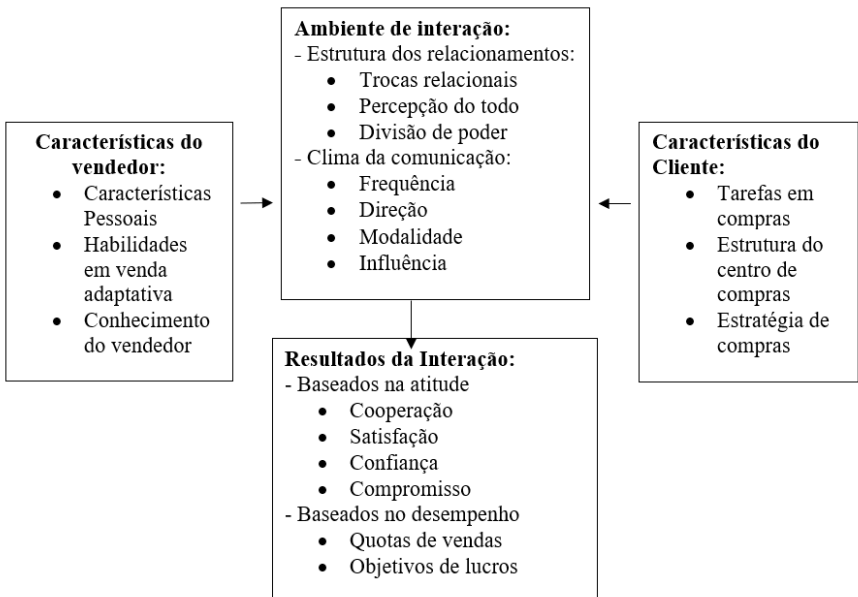 Ambiente de interação:
- Estrutura dos relacionamentos:
• Trocas relacionais
• Percepção do todo
• Divisão de poder
- Clima da comunicação:
• Frequência
• Direção
• Modalidade
• Influência
Características do
vendedor:
• Características
Pessoais
• Habilidades
em venda
adaptativa
• Conhecimento
do vendedor
Características do
Cliente:
• Tarefas em
compras
• Estrutura do
centro de
compras
• Estratégia de
compras
Resultados da Interação:
- Baseados na atitude
• Cooperação
• Satisfação
• Confiança
• Compromisso
- Baseados no desempenho
• Quotas de vendas
• Objetivos de lucros